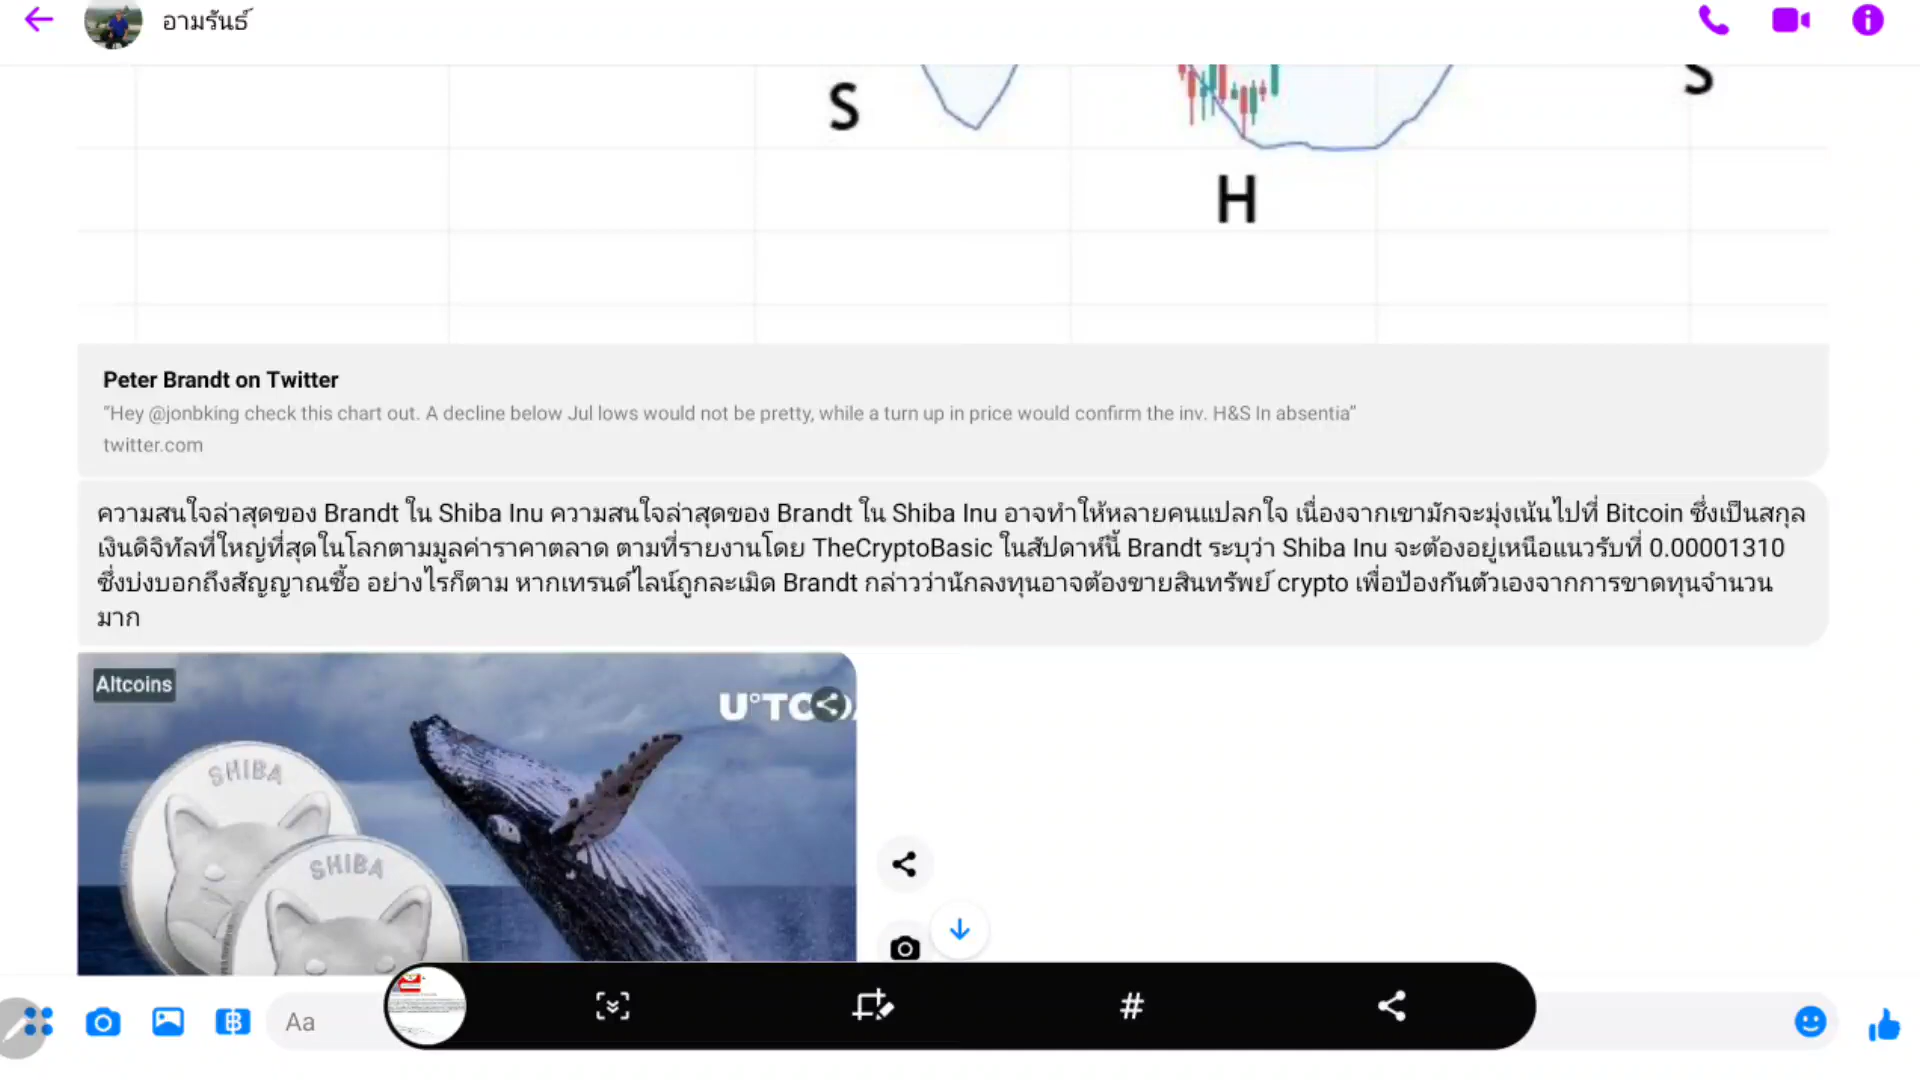 อามรันธ์
S
S
H
Peter Brandt on Twitter
"Hey @jonbking check this chart out. A decline below Jul lows would not be pretty, while a turn up in price would confirm the inv. H&S In absentia"
twitter.com
ความสนใจล่าสุดของ Brandt ใน Shiba Inu ความสนใจล่าสุดของ Brandt ใน Shiba Inu อาจทำให้หลายคนแปลกใจ เนื่องจากเขามักจะมุ่งเน้นไปที่ Bitcoin ซึ่งเป็นสกุล
เงินดิจิทัลที่ใหญ่ที่สุดในโลกตามมูลค่าราคาตลาด ตามที่รายงานโดย TheCryptoBasic ในสัปดาห์นี้ Brandt ระบุว่า Shiba Inu จะต้องอยู่เหนือแนวรับที่ 0.00001310
ซึ่งบ่งบอกถึงสัญญาณซื้อ อย่างไรก็ตาม หากเทรนด์ไลน์ถูกละเมิด Brandt กล่าวว่านักลงทุนอาจต้องขายสินทรัพย์ crypto เพื่อป้องกันตัวเองจากการขาดทุนจำนวน
มาก
Altcoins
SHIBA
SHIBA
Aa
#